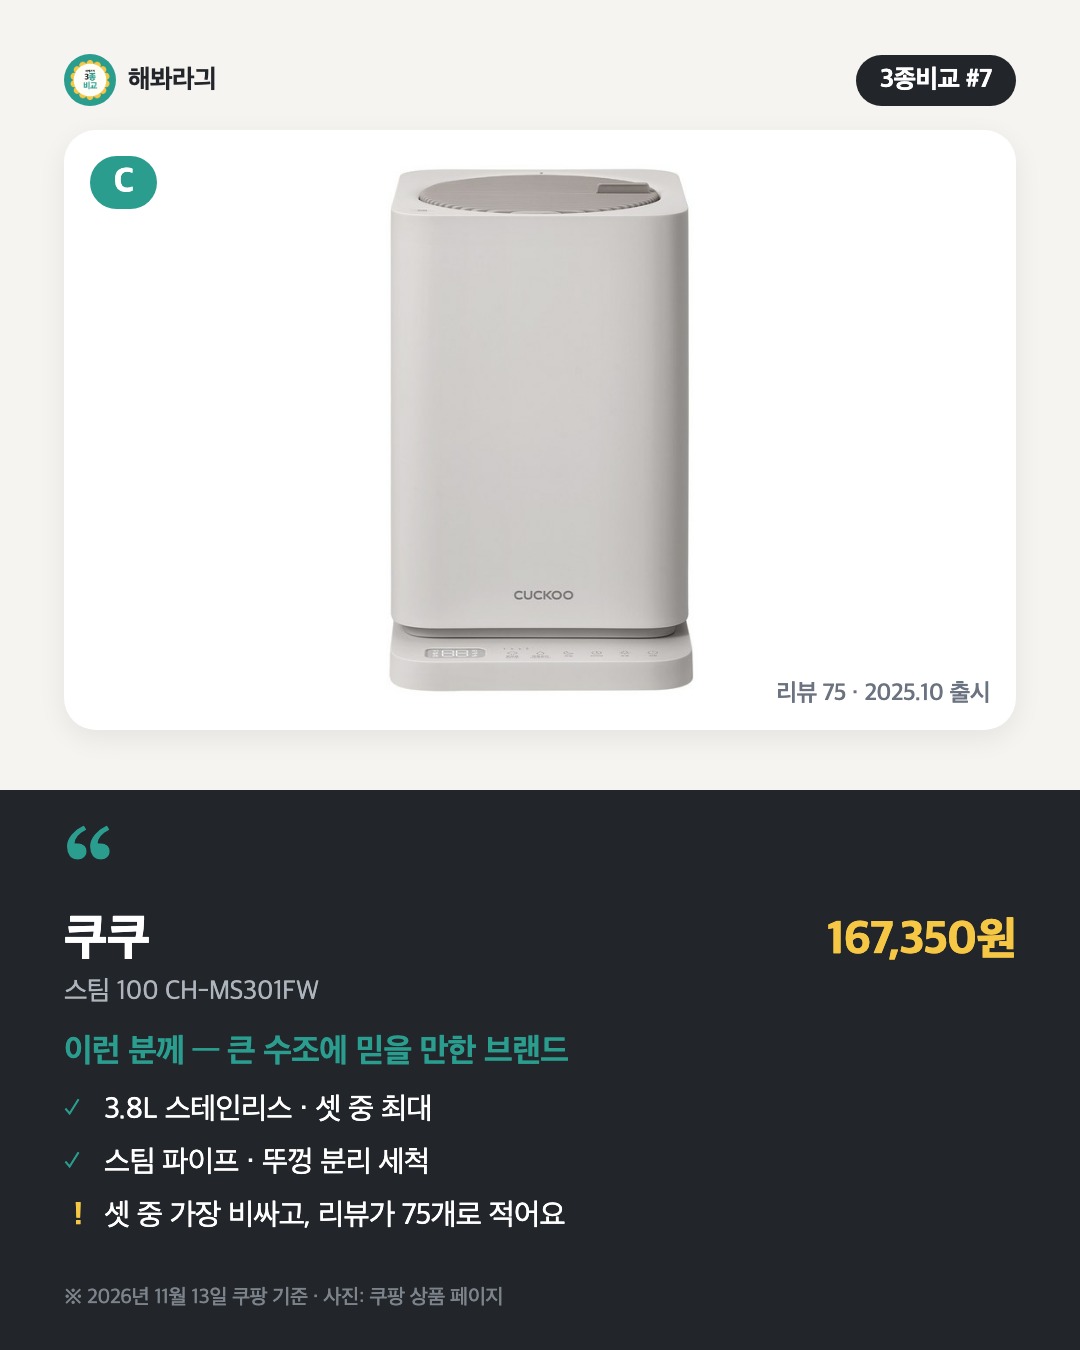 3종
비교
해봐라긔
3종비교 #7
C
CUCKOO
리뷰 75 · 2025.10 출시
“
쿠쿠
167,350원
스팀 100 CH-MS301FW
이런 분께 — 큰 수조에 믿을 만한 브랜드
✓ 3.8L 스테인리스 · 셋 중 최대
✓ 스팀 파이프 · 뚜껑 분리 세척
! 셋 중 가장 비싸고, 리뷰가 75개로 적어요
※ 2026년 11월 13일 쿠팡 기준 · 사진: 쿠팡 상품 페이지